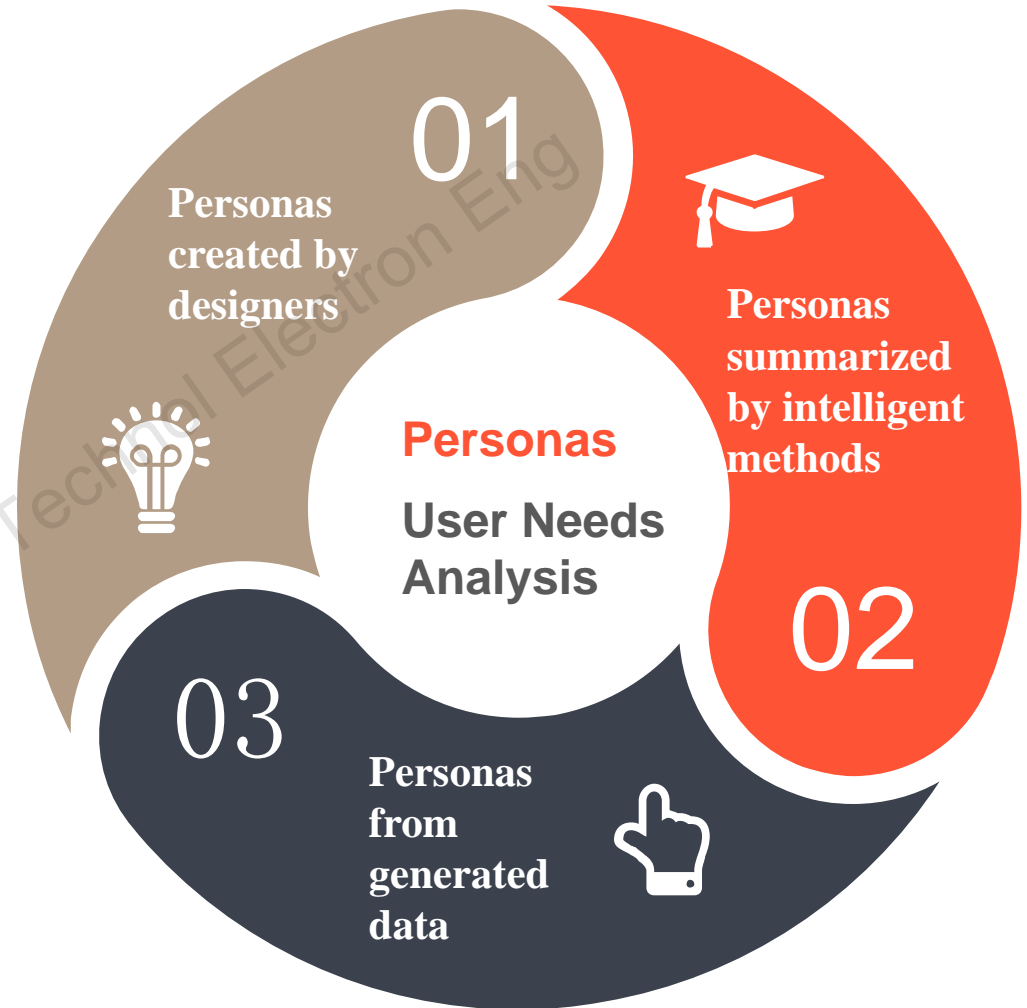 01
Personas
created by
designers
Personas
summarized
by intelligent
methods
02
Personas
User Needs
Analysis
03
Personas
from
generated
data
Technol Electron Eng